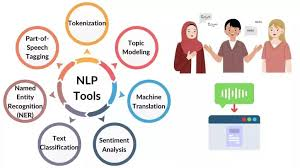 Tokenization
Part-of-
Speech
Tagging
Topic
Modeling
Named
Entity
Recognition
(NER)
NLP
Tools
Machine
Translation
Text
Classification
Sentiment
Analysis